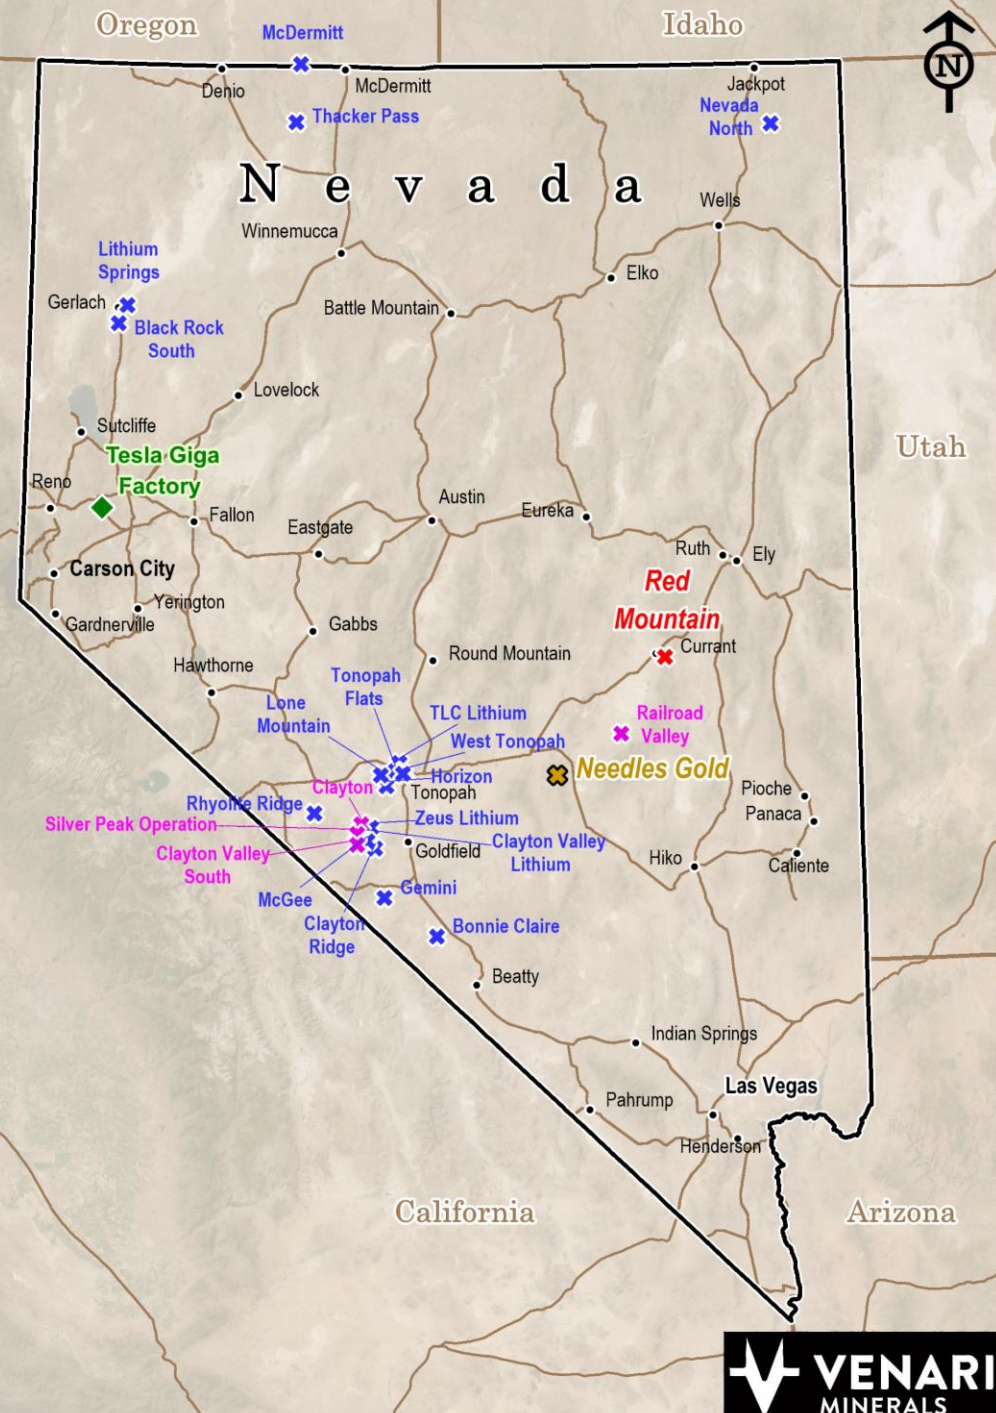 Oregon
Idaho
McDermitt
N
Denio
McDermitt
Jackpot
Thacker Pass
Nevada
North
Nevada
Wells
Winnemucca
Lithium
Springs
Elko
Gerlach
Battle Mountain
Black Rock
South
Lovelock
Sutcliffe
Utah
Tesla Giga
Factory
Reno
Austin
Eureka
Fallon
Eastgate
Ruth
Ely
Carson City
Red
Mountain
Yerington
Gardnerville
Gabbs
Currant
Round Mountain
Hawthorne
Tonopah
Flats
Lone
Mountain
TLC Lithium
Railroad
Valley
West Tonopah
Needles Gold
Horizon
Clayton
Tonopah
Pioche
Rhyolite Ridge
Panaca
Silver Peak Operation
Zeus Lithium
Clayton Valley
Lithium
Goldfield
Clayton Valley
South
Hiko
Caliente
Gemini
McGee
Clayton
Ridge
Bonnie Claire
Beatty
Indian Springs
Las Vegas
Pahrump
Henderson
California
Arizona
VENARI
MINERALS